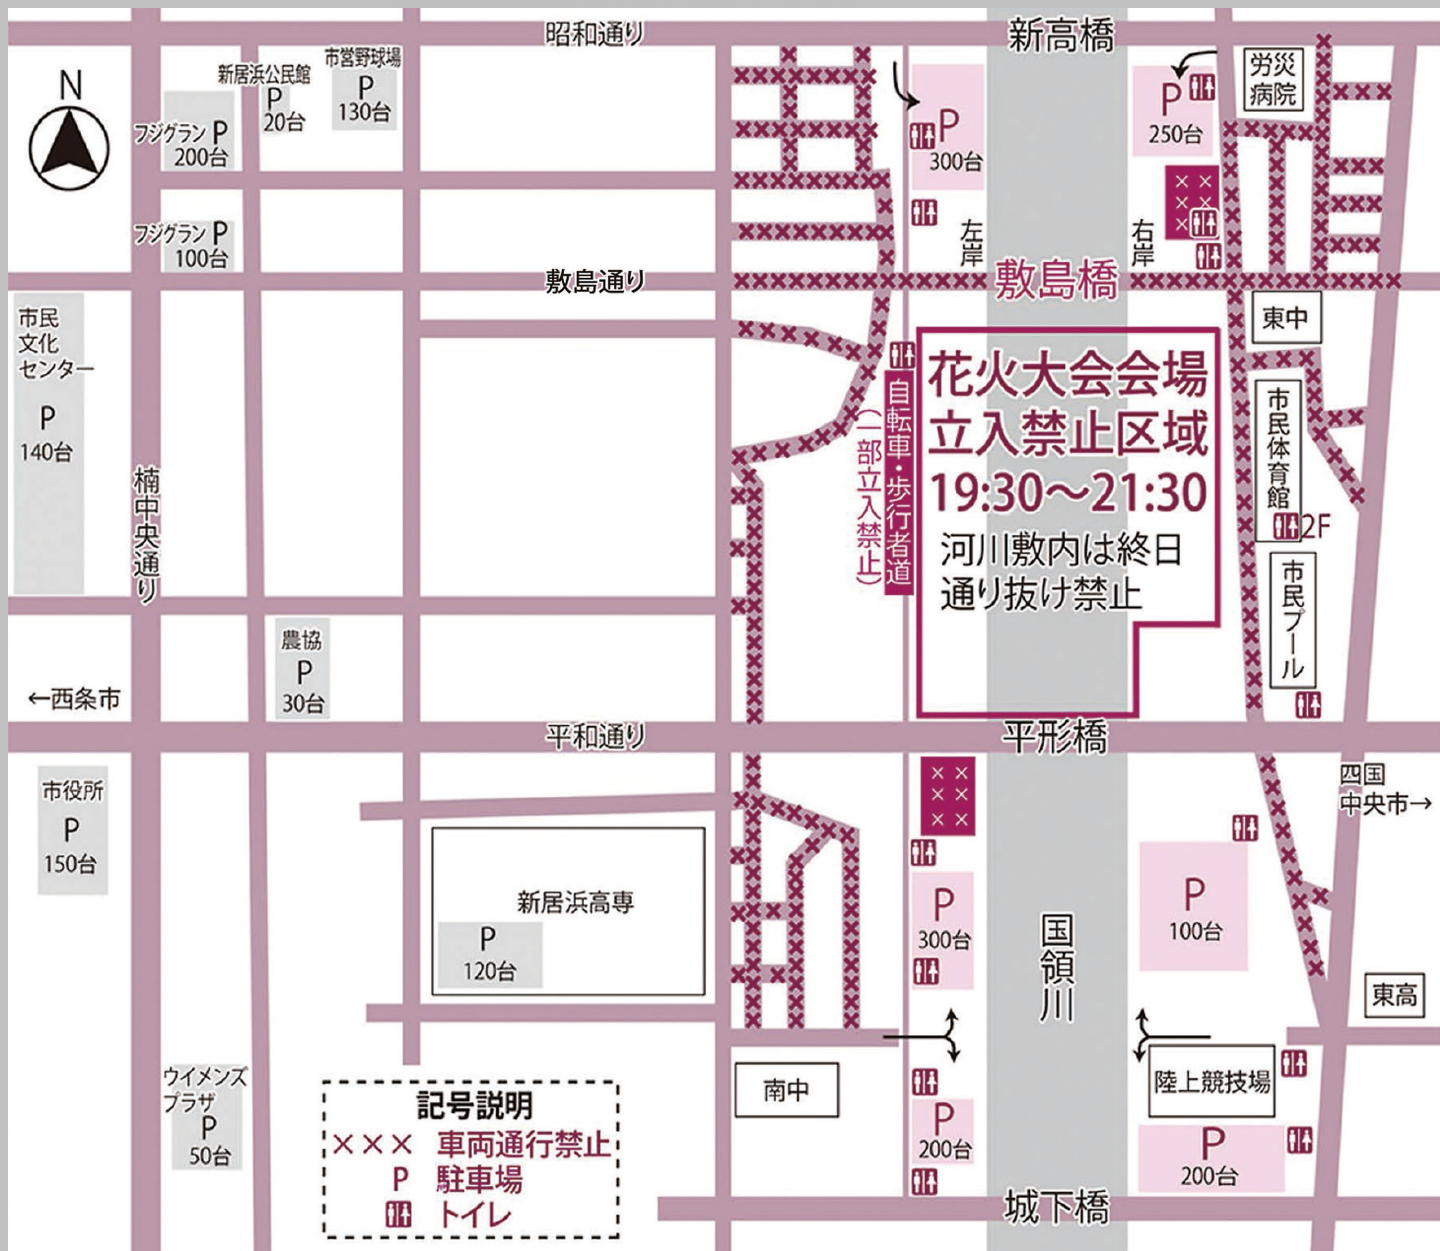 昭和通り
新高橋
N
新居浜公民館
P
20台
市営野球場
P
130台
フジグラン P
200台
フジグラン P
100台
P
300台
P
250台
労災
病院
左岸
右岸
敷島通り
敷島橋
東中
市民
文化
センター
P
140台
楠中央通り
自転車・歩行者道
(一部立入禁止)
花火大会会場
立入禁止区域
19:30～21:30
河川敷内は終日
通り抜け禁止
市民体育館
2F
市民プール
農協
P
30台
←西条市
平和通り
平形橋
四国
中央市→
市役所
P
150台
新居浜高専
P
120台
P
300台
国領川
P
100台
東高
ウイメンズ
プラザ
P
50台
記号説明
××× 車両通行禁止
P 駐車場
トイレ
南中
P
200台
陸上競技場
P
200台
城下橋